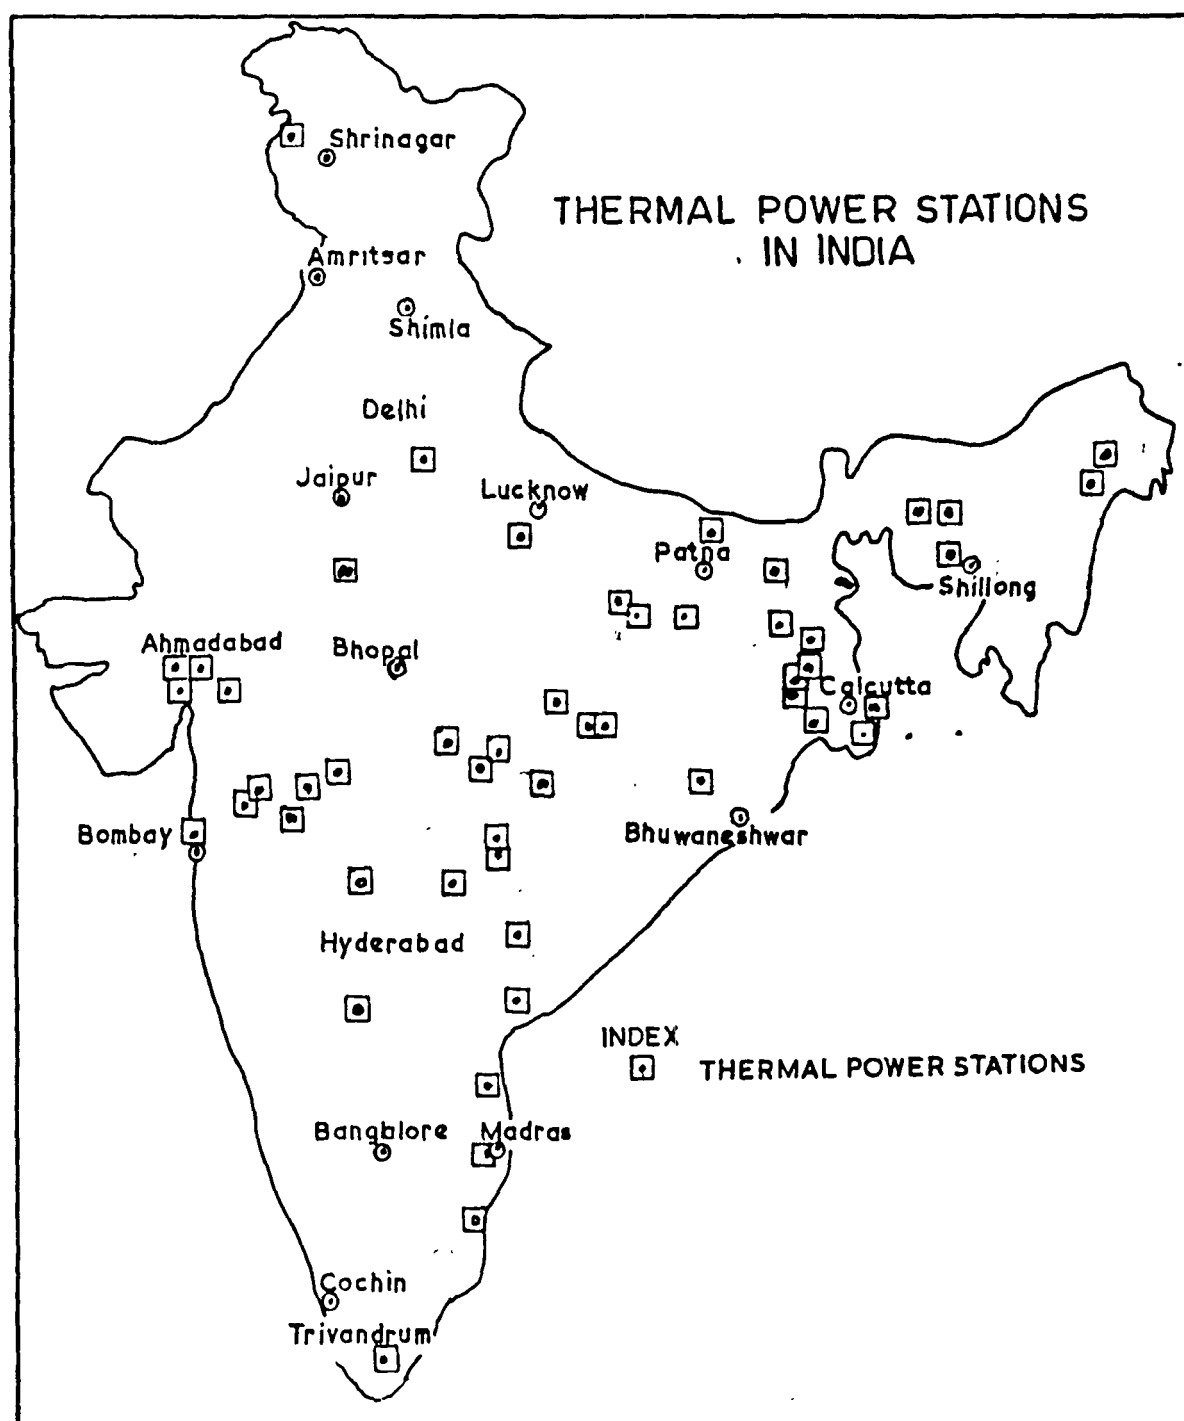 Shrinagar
THERMAL POWER STATIONS
IN INDIA
Amritsar
Shimla
Delhi
Jaipur
Lucknow
Patna
Shillong
Ahmadabad
Bhopal
Calcutta
Bombay
Bhuwaneshwar
Hyderabad
INDEX
THERMAL POWER STATIONS
Bangblore
Madras
Cochin
Trivandrum